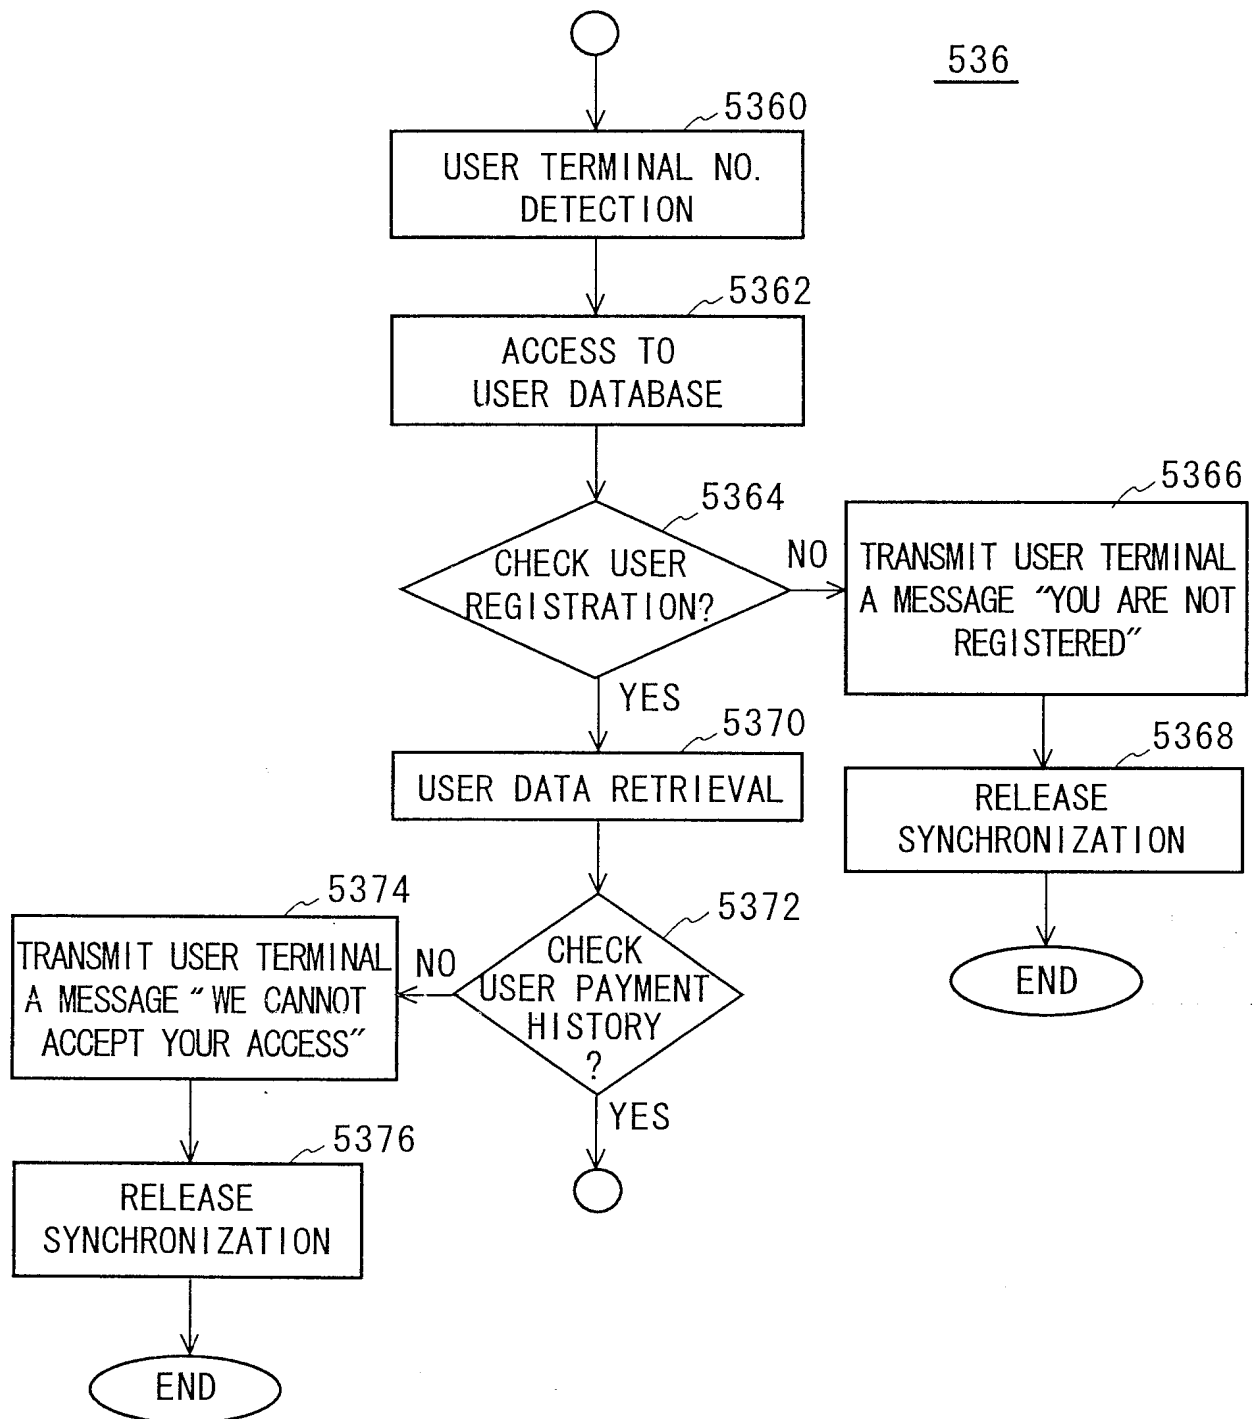 536
5360
USER TERMINAL NO.
DETECTION
5362
ACCESS TO
USER DATABASE
5364
CHECK USER
REGISTRATION?
NO
5366
TRANSMIT USER TERMINAL
A MESSAGE "YOU ARE NOT
REGISTERED"
YES
5368
RELEASE
SYNCHRONIZATION
END
5370
USER DATA RETRIEVAL
5372
CHECK
USER PAYMENT
HISTORY
?
NO
5374
TRANSMIT USER TERMINAL
A MESSAGE "WE CANNOT
ACCEPT YOUR ACCESS"
YES
5376
RELEASE
SYNCHRONIZATION
END